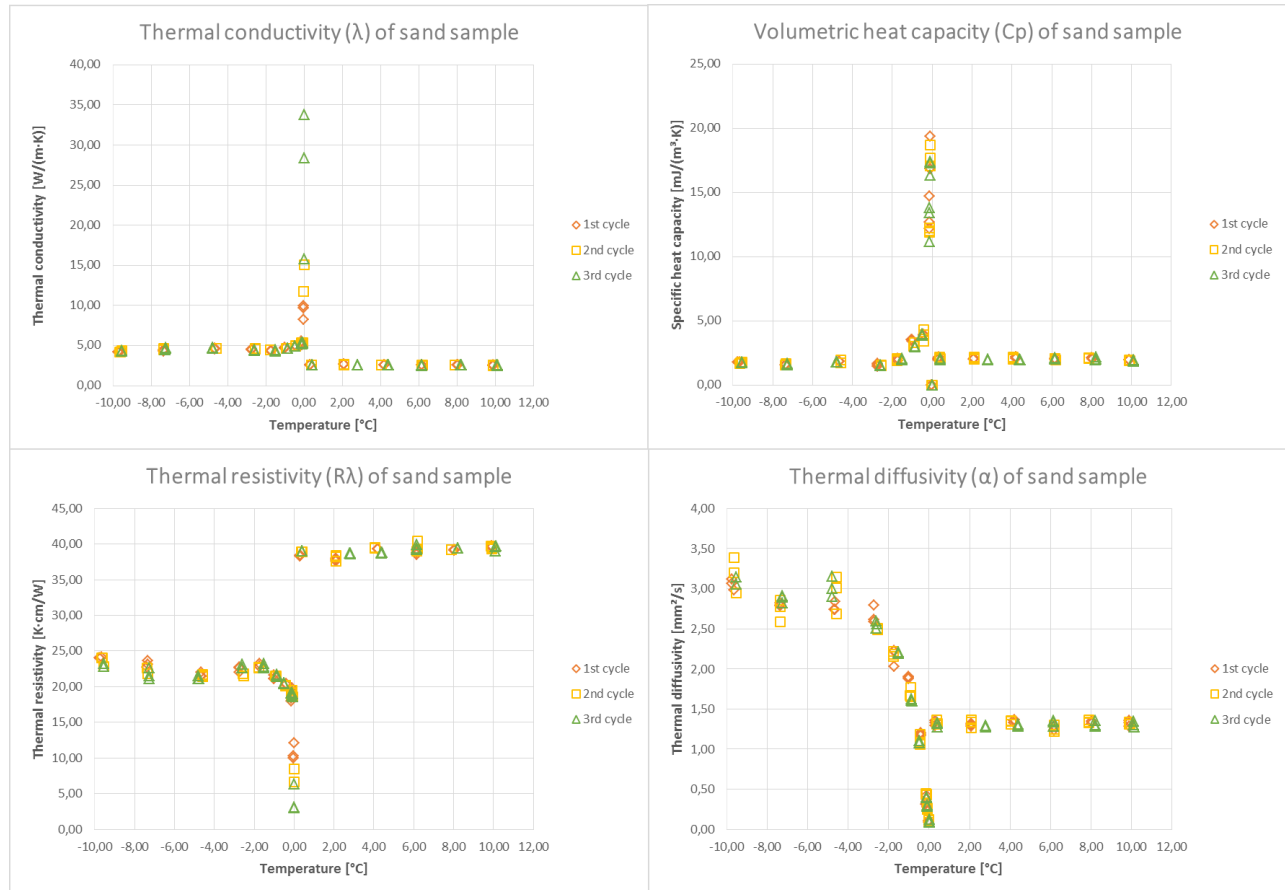 Thermal conductivity (λ) of sand sample
Thermal conductivity [W/(m·K)]
40,00
35,00
30,00
25,00
20,00
15,00
10,00
5,00
0,00
-10,00 -8,00 -6,00 -4,00 -2,00 0,00 2,00 4,00 6,00 8,00 10,00 12,00
Temperature [°C]
1st cycle
2nd cycle
3rd cycle
Volumetric heat capacity (Cp) of sand sample
Specific heat capacity [mJ/(m³·K)]
25,00
20,00
15,00
10,00
5,00
0,00
-10,00 -8,00 -6,00 -4,00 -2,00 0,00 2,00 4,00 6,00 8,00 10,00 12,00
Temperature [°C]
1st cycle
2nd cycle
3rd cycle
Thermal resistivity (Rλ) of sand sample
Thermal resistivity [K·cm/W]
45,00
40,00
35,00
30,00
25,00
20,00
15,00
10,00
5,00
0,00
-10,00 -8,00 -6,00 -4,00 -2,00 0,00 2,00 4,00 6,00 8,00 10,00 12,00
Temperature [°C]
1st cycle
2nd cycle
3rd cycle
Thermal diffusivity (α) of sand sample
Thermal diffusivity [mm²/s]
4,00
3,50
3,00
2,50
2,00
1,50
1,00
0,50
0,00
-10,00 -8,00 -6,00 -4,00 -2,00 0,00 2,00 4,00 6,00 8,00 10,00 12,00
Temperature [°C]
1st cycle
2nd cycle
3rd cycle